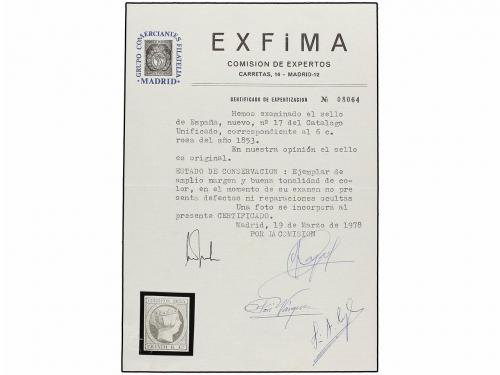 GRUPO COMERCIANTES FILATELIA
·MADRID·
EXFiMA
COMISION DE EXPERTOS
CARRETAS, 14 - MADRID-12
CERTIFICADO DE EXPERTIZACION Nº 08064
Hemos examinado el sello
de España, nuevo, nº 17 del Catalogo
Unificado, correspondiente al 6 c.
rosa del año 1853.
En nuestra opinión el sello
es original.
ESTADO DE CONSERVACION : Ejemplar de
amplio margen y buena tonalidad de co-
lor, en el momento de su examen no pre-
senta defectos ni reparaciones ocultas
Una foto se incorpora al
presente CERTIFICADO.
Madrid, 19 de Marzo de 1978
POR LA COMISION